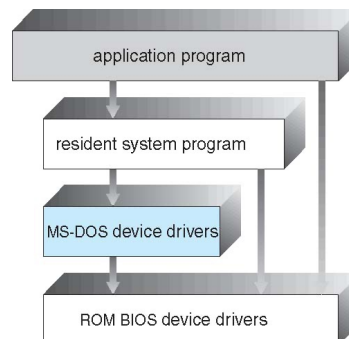 application program
resident system program
MS-DOS device drivers
ROM BIOS device drivers